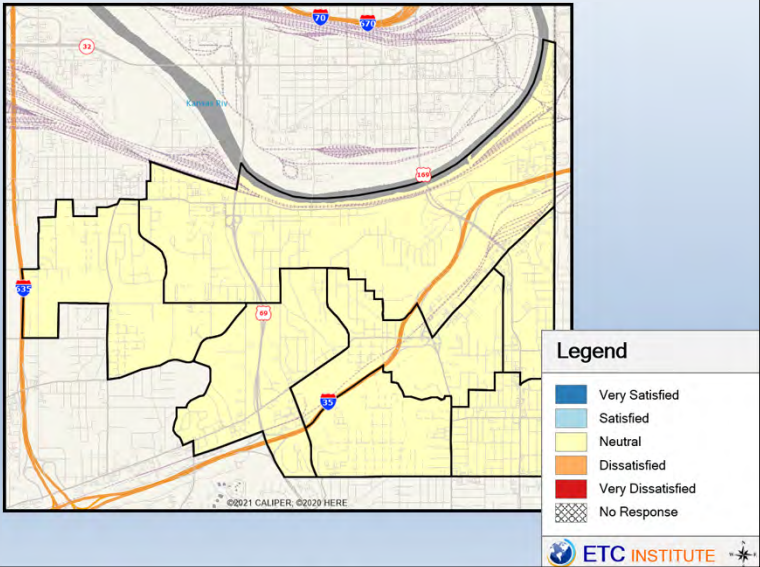 70
670
32
Kansas Riv
169
635
69
35
©2021 CALIPER; ©2020 HERE
Legend
Very Satisfied
Satisfied
Neutral
Dissatisfied
Very Dissatisfied
No Response
ETC INSTITUTE
N
W E
S